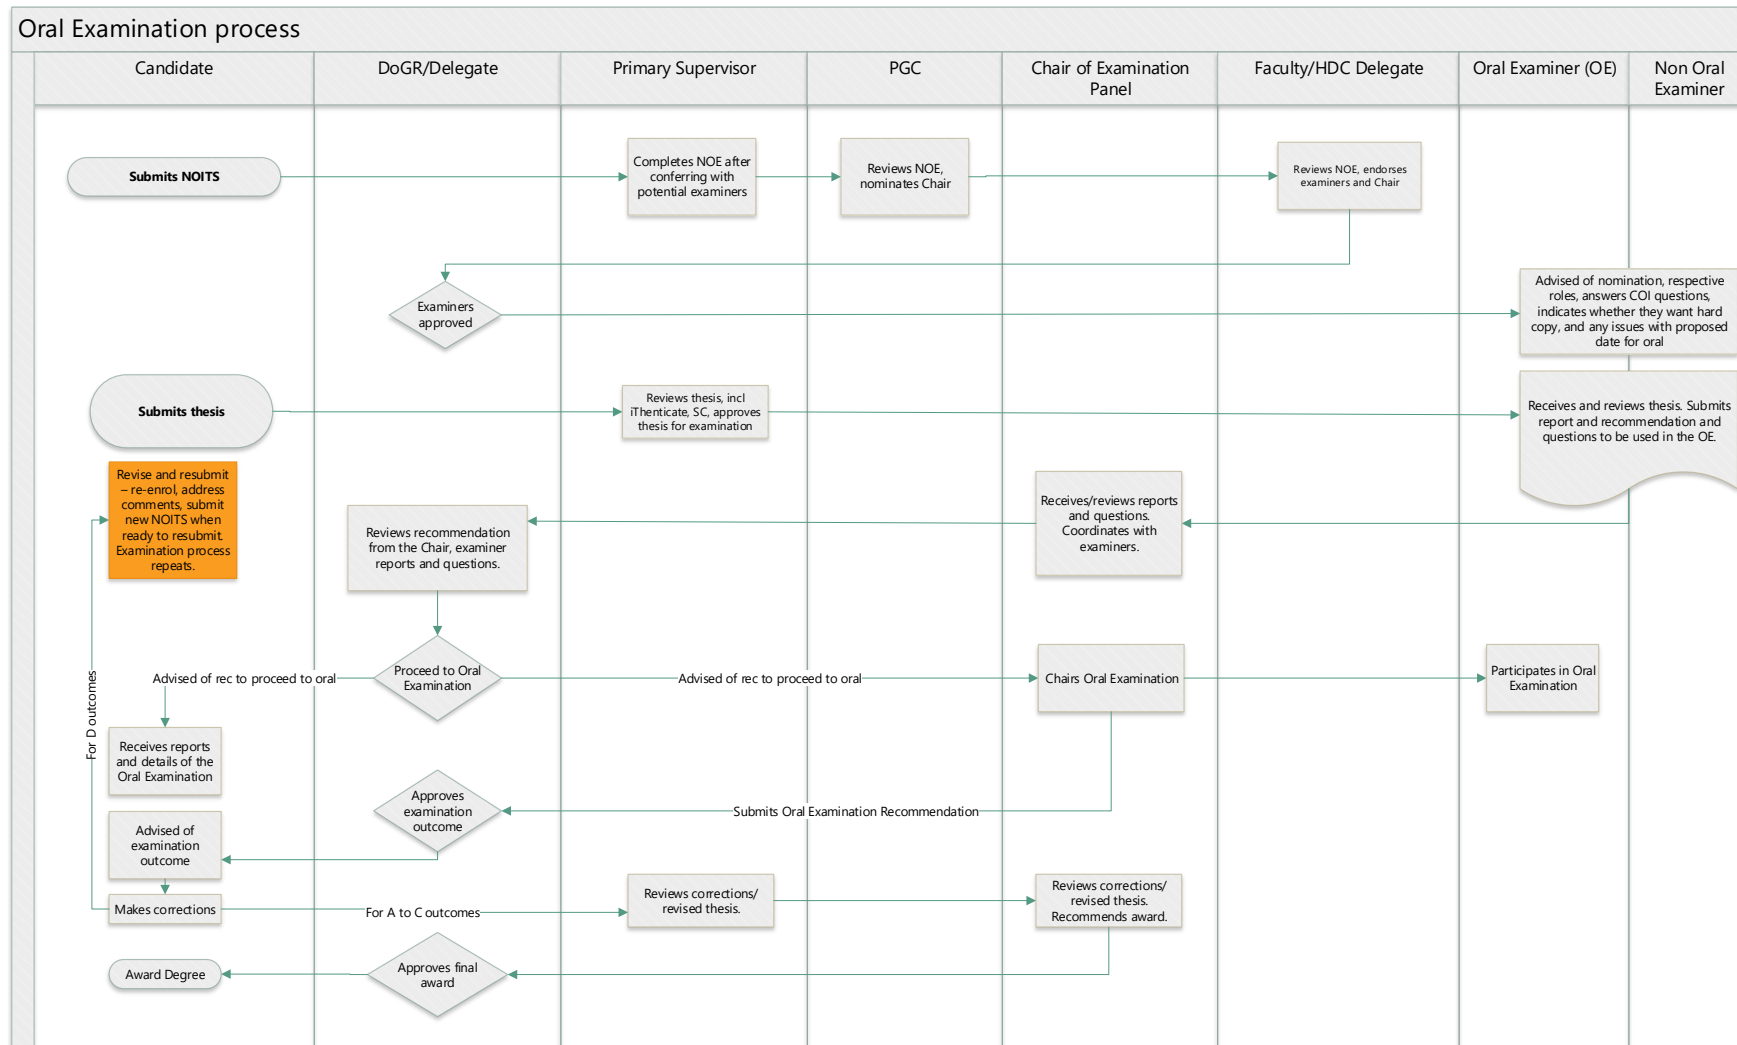 Oral Examination process
Candidate
DoGR/Delegate
Primary Supervisor
PGC
Chair of Examination
Panel
Faculty/HDC Delegate
Oral Examiner (OE)
Non Oral
Examiner
Submits NOITS
Completes NOE after
conferring with
potential examiners
Reviews NOE,
nominates Chair
Reviews NOE, endorses
examiners and Chair
Examiners
approved
Advised of nomination, respective
roles, answers COI questions,
indicates whether they want hard
copy, and any issues with proposed
date for oral
Submits thesis
Reviews thesis, incl
iThenticate, SC, approves
thesis for examination
Receives and reviews thesis. Submits
report and recommendation and
questions to be used in the OE.
Revise and resubmit
– re-enrol, address
comments, submit
new NOITS when
ready to resubmit.
Examination process
repeats.
Reviews recommendation
from the Chair, examiner
reports and questions.
Receives/reviews reports
and questions.
Coordinates with
examiners.
For D outcomes
Advised of rec to proceed to oral
Proceed to Oral
Examination
Advised of rec to proceed to oral
Chairs Oral Examination
Participates in Oral
Examination
Receives reports
and details of the
Oral Examination
Approves
examination
outcome
Submits Oral Examination Recommendation
Advised of
examination
outcome
Makes corrections
For A to C outcomes
Reviews corrections/
revised thesis.
Reviews corrections/
revised thesis.
Recommends award.
Award Degree
Approves final
award